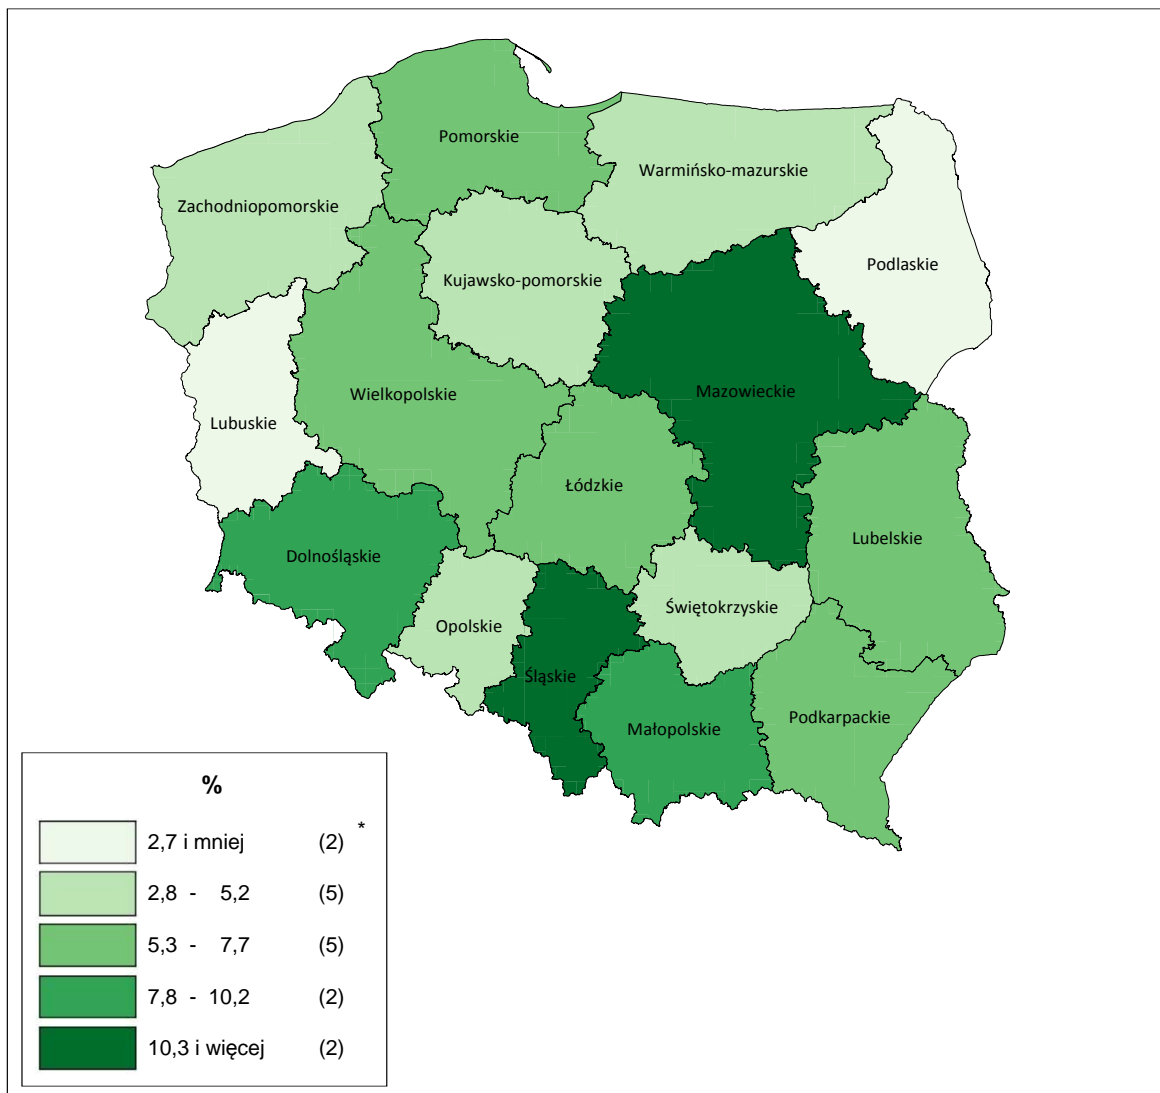 Pomorskie
Warmińsko-mazurskie
Zachodniopomorskie
Podlaskie
Kujawsko-pomorskie
Mazowieckie
Wielkopolskie
Lubuskie
Łódzkie
Lubelskie
Dolnośląskie
Świętokrzyskie
Opolskie
Śląskie
Podkarpackie
Małopolskie
%
2,7 i mniej (2) *
2,8 - 5,2 (5)
5,3 - 7,7 (5)
7,8 - 10,2 (2)
10,3 i więcej (2)